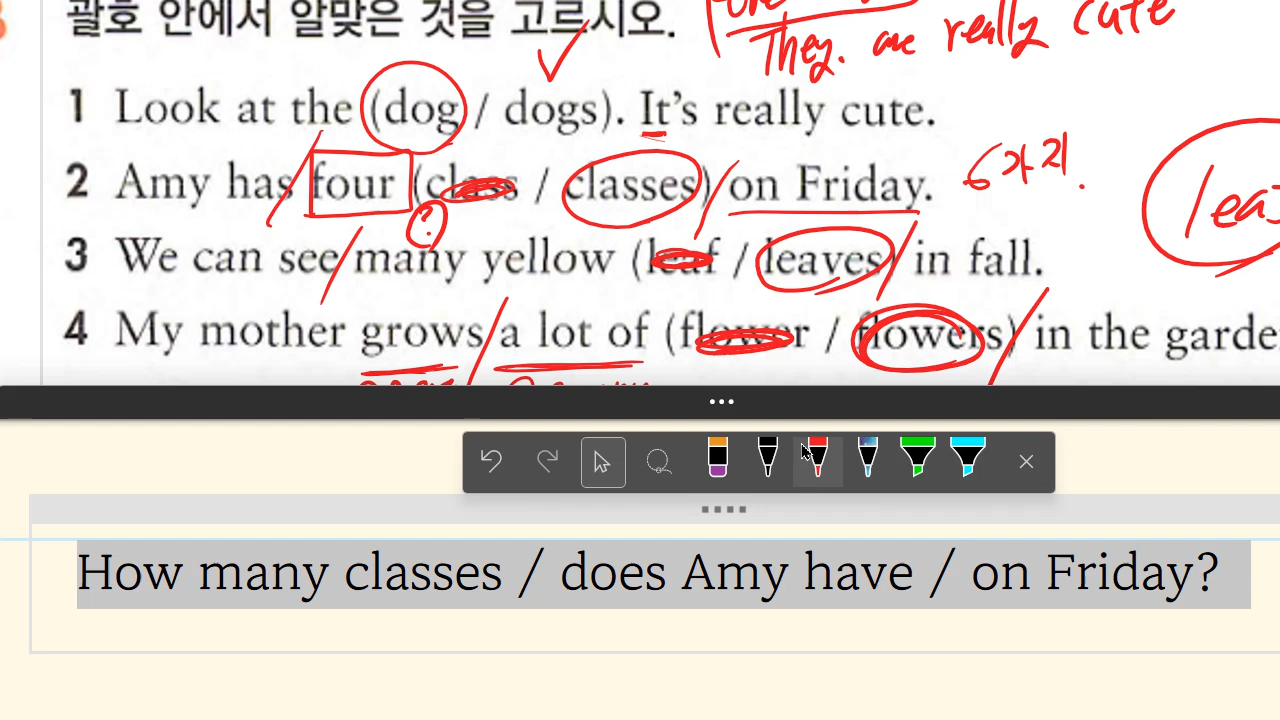 괄호 안에서 알맞은 것을 고르시오.
They are really cute
1 Look at the (dog / dogs). It's really cute.
2 Amy has four (class / classes) on Friday.
6가지.
?
3 We can see many yellow (leaf / leaves) in fall.
4 My mother grows a lot of (flower / flowers) in the garde
How many classes / does Amy have / on Friday?